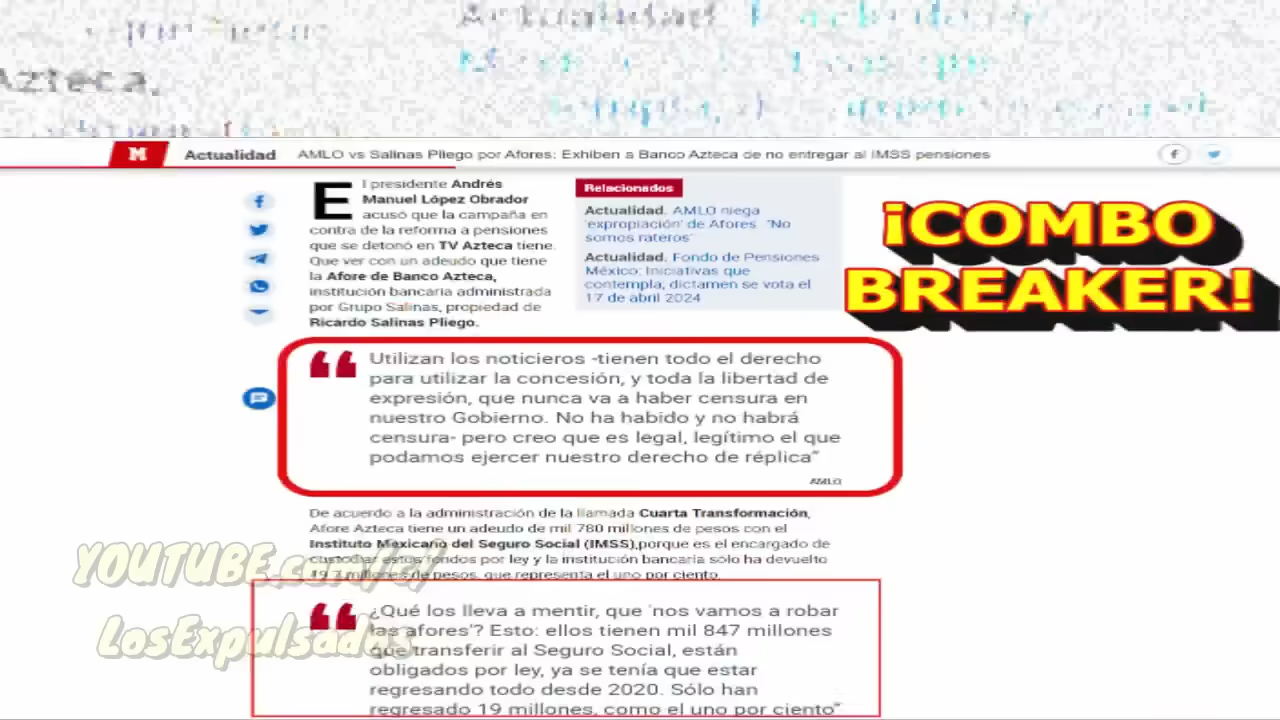 Azteca,
M
Actualidad
AMLO vs Salinas Pliego por Afores: Exhiben a Banco Azteca de no entregar al IMSS pensiones
El presidente Andrés
Manuel López Obrador
acusó que la campaña en
contra de la reforma a pensiones
que se detonó en TV Azteca tiene.
Que ver con un adeudo que tiene
la Afore de Banco Azteca,
institución bancaria administrada
por Grupo Salinas, propiedad de
Ricardo Salinas Pliego.
Relacionados
Actualidad. AMLO niega
'expropiación' de Afores "No
somos rateros"
Actualidad. Fondo de Pensiones
México: Iniciativas que
contempla, dictamen se vota el
17 de abril 2024
¡COMBO
BREAKER!
“ Utilizan los noticieros -tienen todo el derecho
para utilizar la concesión, y toda la libertad de
expresión, que nunca va a haber censura en
nuestro Gobierno. No ha habido y no habrá
censura- pero creo que es legal, legítimo el que
podamos ejercer nuestro derecho de réplica”
AMLO
De acuerdo a la administración de la llamada Cuarta Transformación,
Afore Azteca tiene un adeudo de mil 780 millones de pesos con el
Instituto Mexicano del Seguro Social (IMSS),porque es el encargado de
custodiar estos fondos por ley y la institución bancaria sólo ha devuelto
19.7 millones de pesos, que representa el uno por ciento.
YOUTUBE.com/c/
LosExpulsados
“ ¿Qué los lleva a mentir, que 'nos vamos a robar
las afores'? Esto: ellos tienen mil 847 millones
que transferir al Seguro Social, están
obligados por ley, ya se tenía que estar
regresando todo desde 2020. Sólo han
regresado 19 millones, como el uno por ciento”